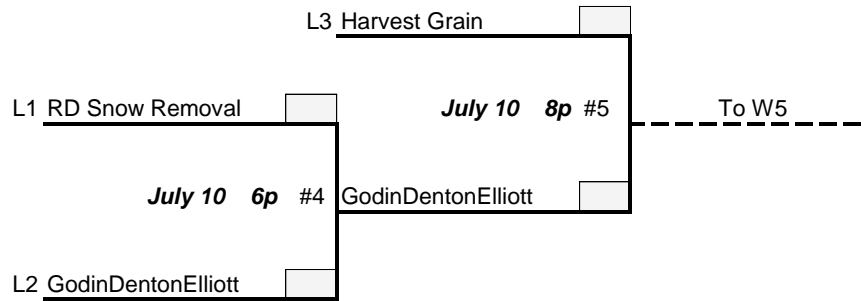 L3 Harvest Grain
L1 RD Snow Removal
July 10 8p #5
To W5
July 10 6p #4
GodinDentonElliott
L2 GodinDentonElliott